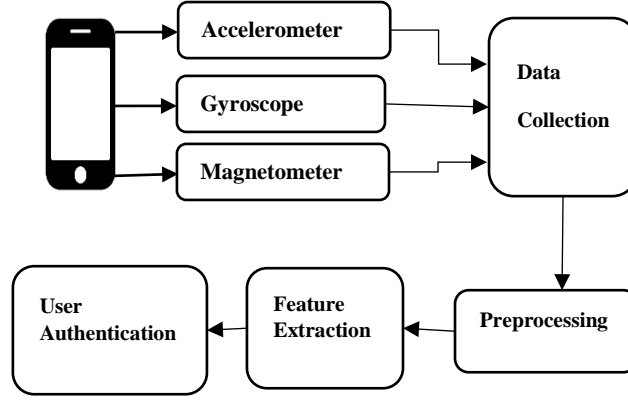 Accelerometer
Gyroscope
Magnetometer
Data
Collection
User
Authentication
Feature
Extraction
Preprocessing